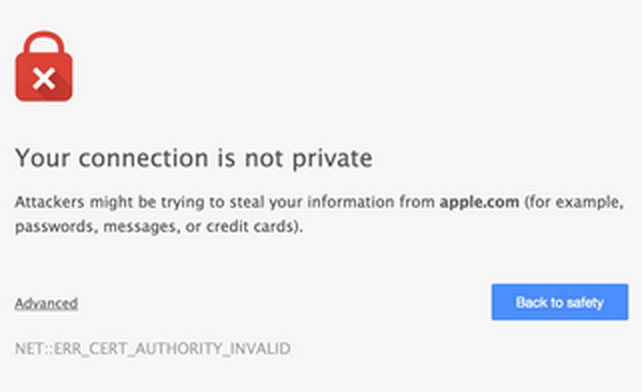 Your connection is not private
Attackers might be trying to steal your information from apple.com (for example,
passwords, messages, or credit cards).
Advanced
Back to safety
NET::ERR_CERT_AUTHORITY_INVALID